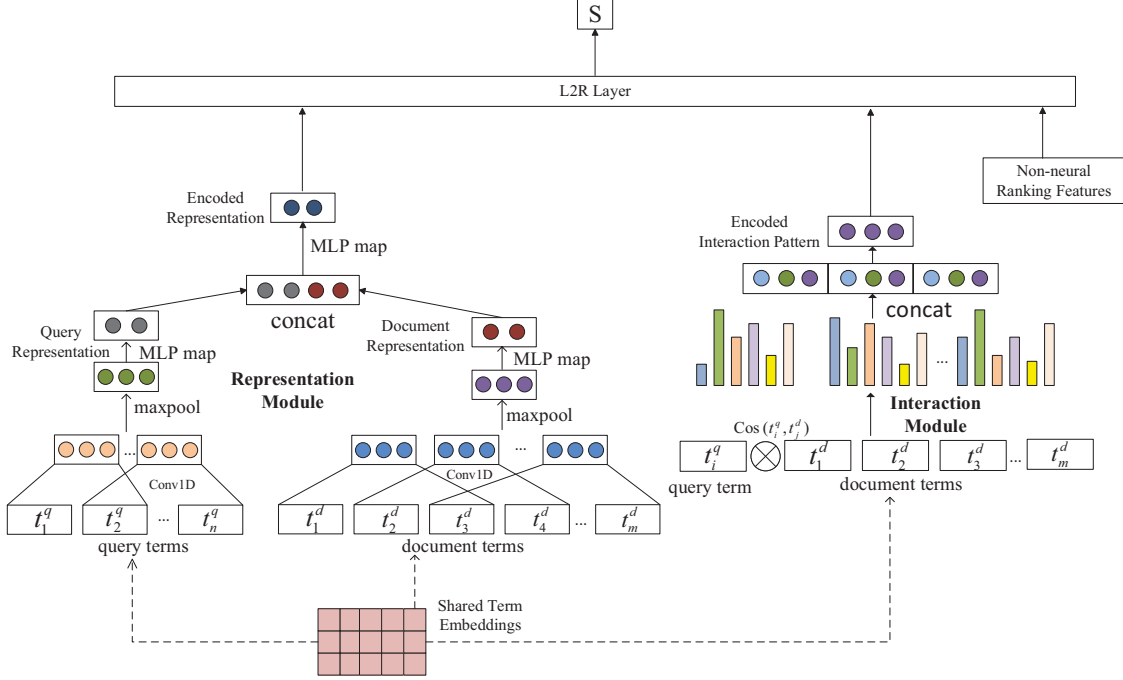 S
L2R Layer
Non-neural
Ranking Features
Encoded
Representation
MLP map
Encoded
Interaction Pattern
concat
concat
Query
Representation
MLP map
Document
Representation
MLP map
Representation
Module
maxpool
maxpool
...
Interaction
Module
Cos(t_i^q, t_j^d)
t_i^q
t_1^d
t_2^d
t_3^d
...
t_m^d
query term
document terms
...
Conv1D
...
Conv1D
t_1^q
t_2^q
...
t_n^q
query terms
t_1^d
t_2^d
t_3^d
t_4^d
...
t_m^d
document terms
Shared Term
Embeddings